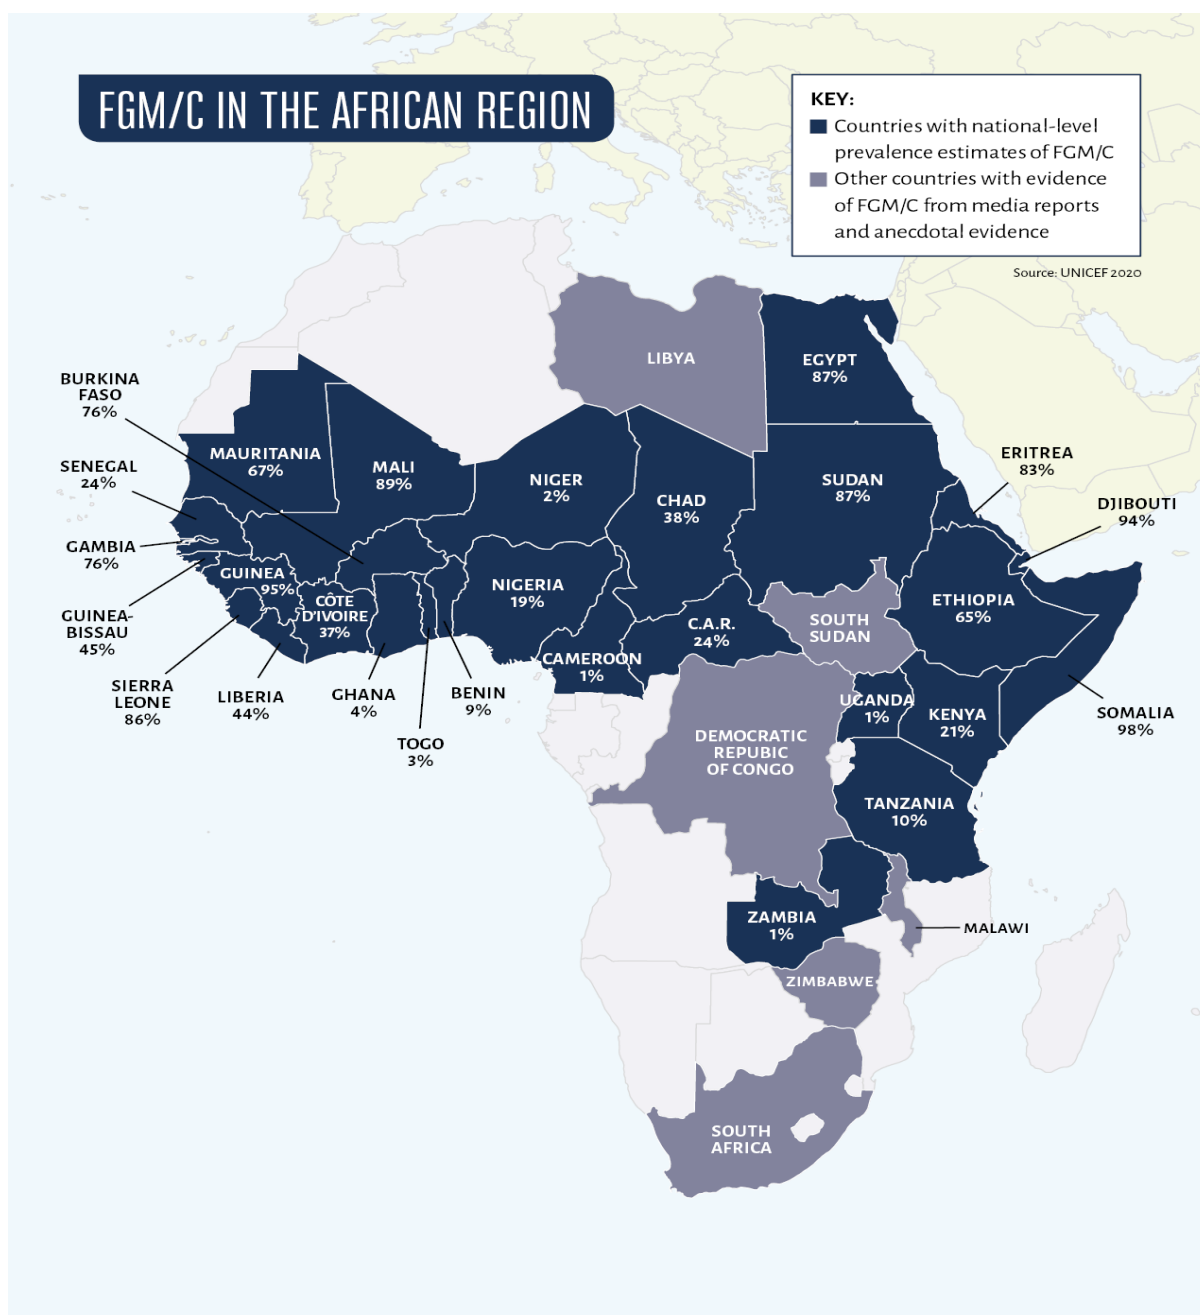 FGM/C IN THE AFRICAN REGION
KEY:
Countries with national-level
prevalence estimates of FGM/C
Other countries with evidence
of FGM/C from media reports
and anecdotal evidence
Source: UNICEF 2020
LIBYA
EGYPT
87%
BURKINA
FASO
76%
MAURITANIA
67%
MALI
89%
NIGER
2%
CHAD
38%
SUDAN
87%
ERITREA
83%
DJIBOUTI
94%
SENEGAL
24%
GAMBIA
76%
GUINEA
95%
CÔTE
D'IVOIRE
37%
NIGERIA
19%
C.A.R.
24%
SOUTH
SUDAN
ETHIOPIA
65%
GUINEA-
BISSAU
45%
SIERRA
LEONE
86%
LIBERIA
44%
GHANA
4%
TOGO
3%
BENIN
9%
CAMEROON
1%
UGANDA
1%
KENYA
21%
SOMALIA
98%
DEMOCRATIC
REPUBIC
OF CONGO
TANZANIA
10%
ZAMBIA
1%
MALAWI
ZIMBABWE
SOUTH
AFRICA